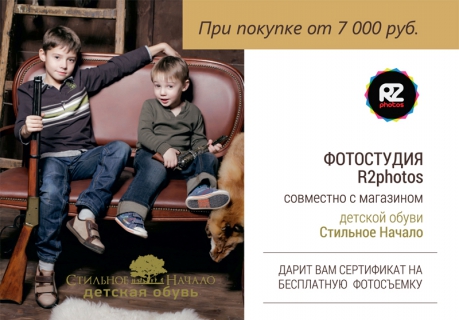 При покупке от 7 000 руб.
R2
photos
ФОТОСТУДИЯ
R2photos
совместно с магазином
детской обуви
Стильное Начало
ДАРИТ ВАМ СЕРТИФИКАТ НА
БЕСПЛАТНУЮ ФОТОСЪЕМКУ
Стильное Начало
детская обувь